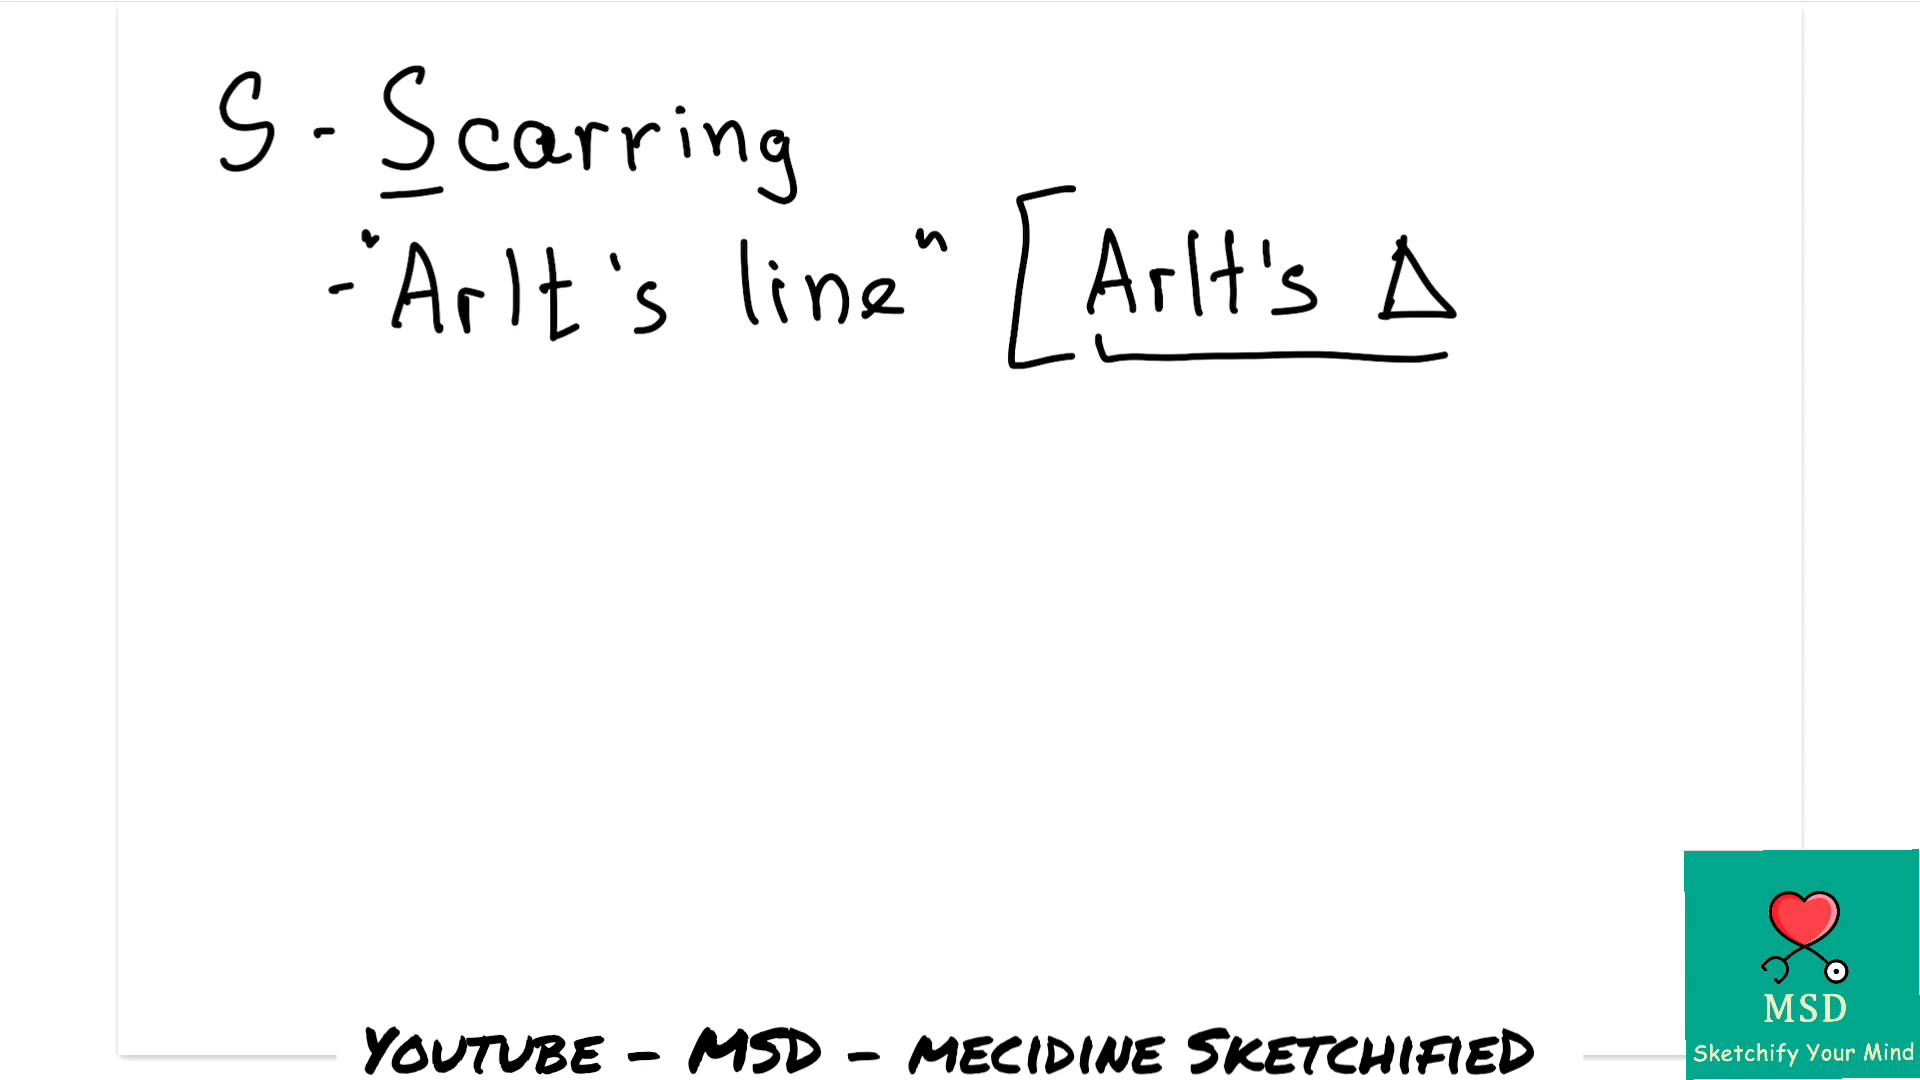 S - Scarring
- "Arlt's line" [Arlt's Δ
MSD
Sketchify Your Mind
YOUTUBE - MSD - MECIDINE SKETCHIFIED